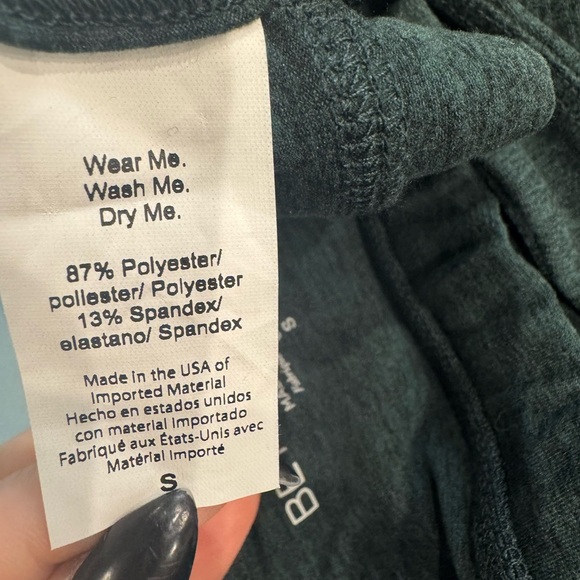 Wear Me.
Wash Me.
Dry Me.
87% Polyester/
poliester/ Polyester
13% Spandex/
elastano/ Spandex
Made in the USA of
Imported Material
Hecho en estados unidos
con material Importado
Fabriqué aux États-Unis avec
Matérial Importé
S
S